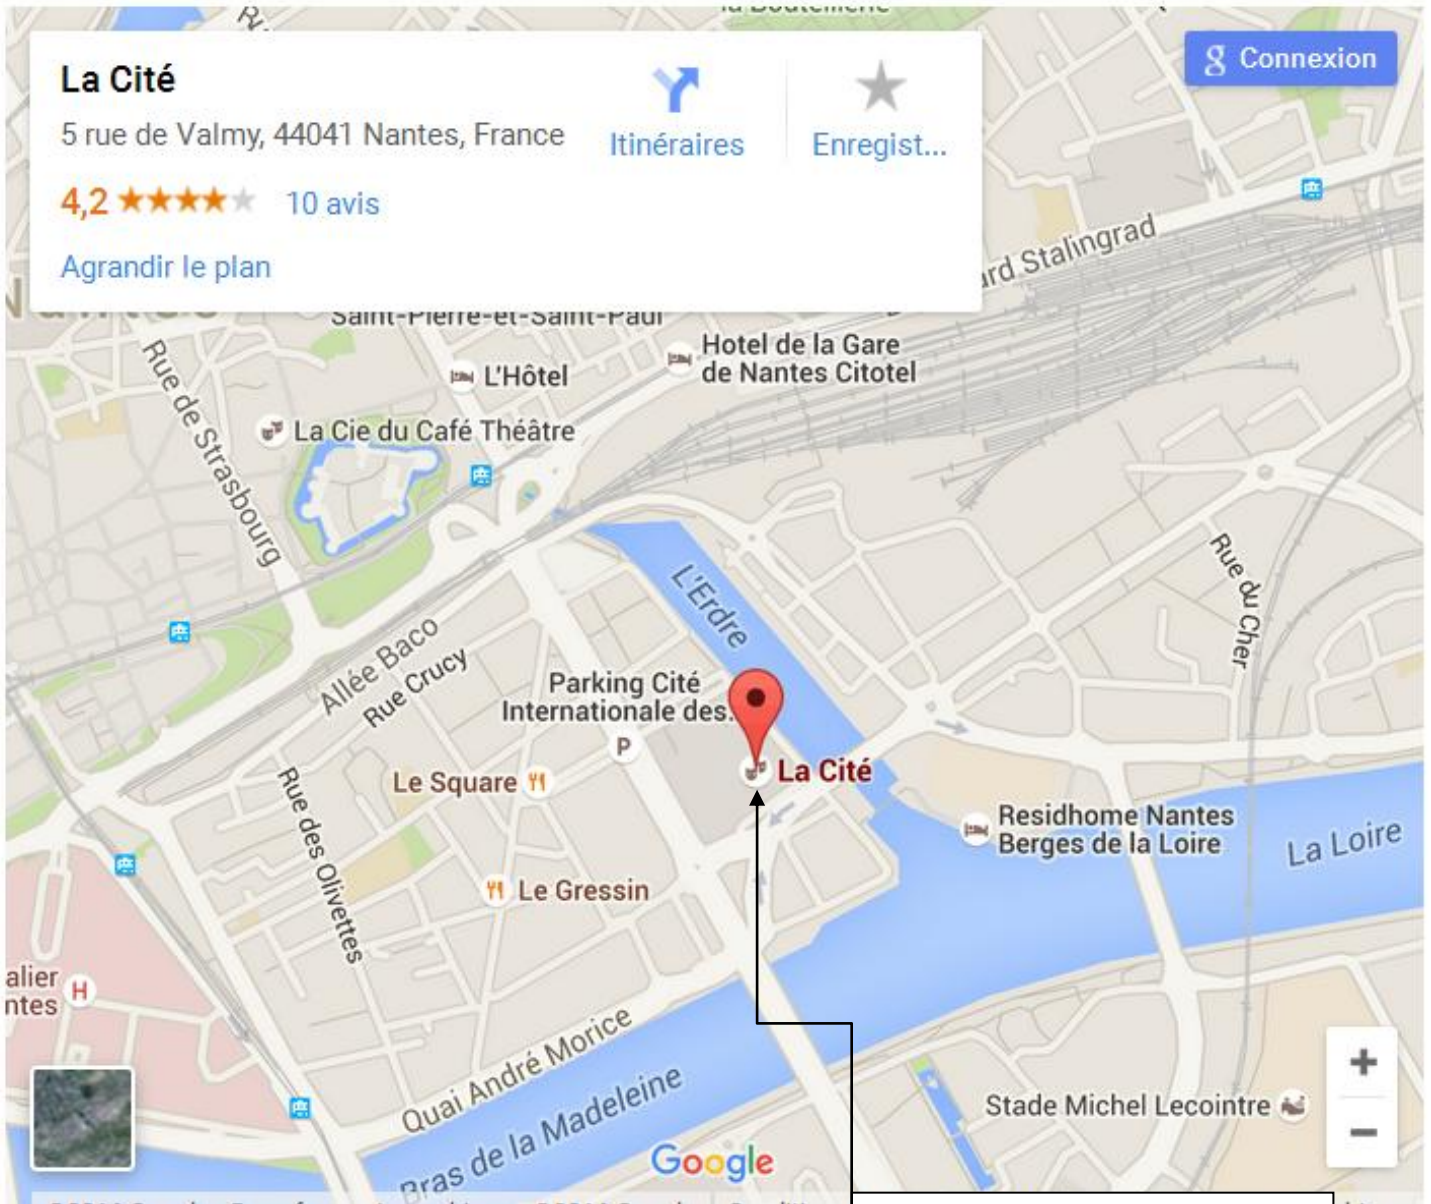 La Cité
5 rue de Valmy, 44041 Nantes, France
4,2
10 avis
Agrandir le plan
Itinéraires
Enregist...
g Connexion
ard Stalingrad
Nantes
Saint-Pierre-et-Saint-Paul
Hotel de la Gare
de Nantes Citotel
L'Hôtel
La Cie du Café Théâtre
Rue de Strasbourg
L'Erdre
Rue du Cher
Allée Baco
Rue Crucy
Parking Cité
Internationale des...
P
La Cité
Le Square
Rue des Olivettes
Residhome Nantes
Berges de la Loire
La Loire
Le Gressin
alier
ntes
H
Quai André Morice
Bras de la Madeleine
Stade Michel Lecointre
+
−
Google